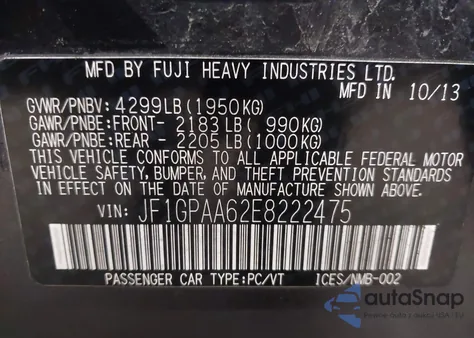 MFD BY FUJI HEAVY INDUSTRIES LTD.
MFD IN 10/13
GVWR/PNBV: 4299LB (1950KG)
GAWR/PNBE:FRONT- 2183 LB ( 990KG)
GAWR/PNBE:REAR - 2205 LB (1000KG)
THIS VEHICLE CONFORMS TO ALL APPLICABLE FEDERAL MOTOR
VEHICLE SAFETY, BUMPER, AND THEFT PREVENTION STANDARDS
IN EFFECT ON THE DATE OF MANUFACTURE SHOWN ABOVE.
VIN: JF1GPAA62E8222475
PASSENGER CAR TYPE:PC/VT ICES/NMB-002
autoSnap